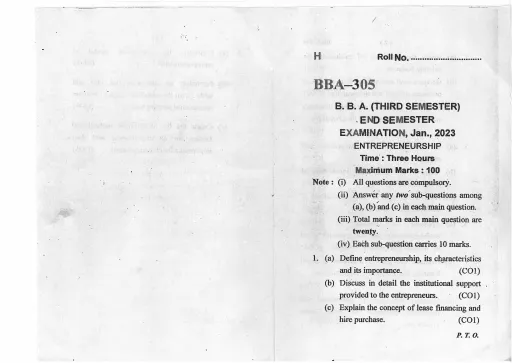 H Roll No. ..............................
BBA–305
B. B. A. (THIRD SEMESTER)
END SEMESTER
EXAMINATION, Jan., 2023
ENTREPRENEURSHIP
Time : Three Hours
Maximum Marks : 100
Note : (i) All questions are compulsory.
(ii) Answer any two sub-questions among
(a), (b) and (c) in each main question.
(iii) Total marks in each main question are
twenty.
(iv) Each sub-question carries 10 marks.
1. (a) Define entrepreneurship, its characteristics
and its importance. (CO1)
(b) Discuss in detail the institutional support
provided to the entrepreneurs. (CO1)
(c) Explain the concept of lease financing and
hire purchase. (CO1)
P. T. O.